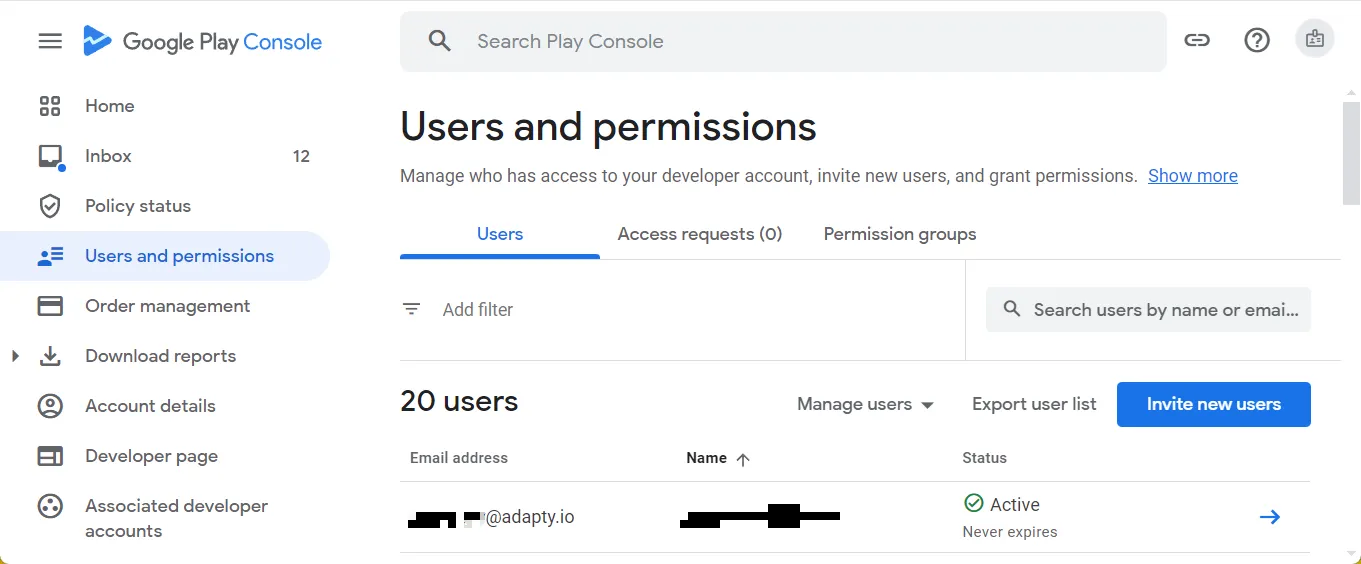 Google Play Console
Search Play Console
Home
Inbox 12
Policy status
Users and permissions
Order management
Download reports
Account details
Developer page
Associated developer
accounts
Users and permissions
Manage who has access to your developer account, invite new users, and grant permissions. Show more
Users Access requests (0) Permission groups
Add filter
Search users by name or emai...
20 users Manage users Export user list Invite new users
Email address Name Status
@adapty.io Active
Never expires